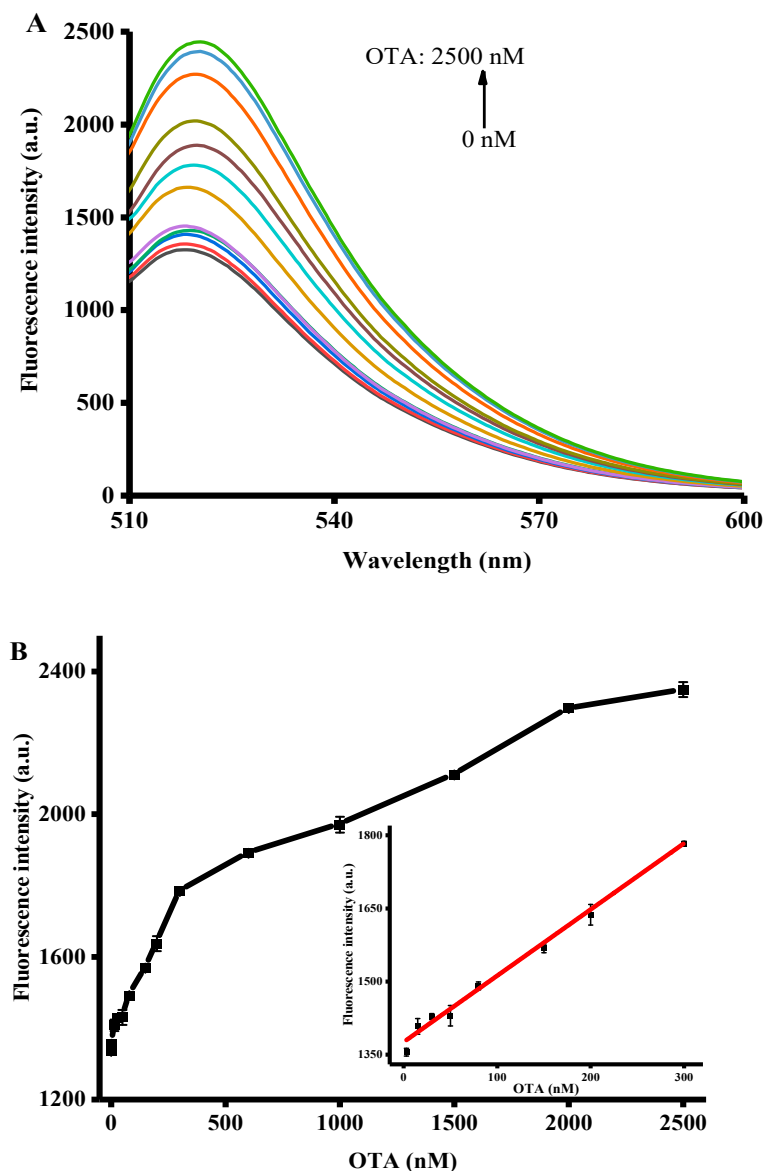 A
2500
2000
1500
1000
500
0
Fluorescence intensity (a.u.)
OTA: 2500 nM
0 nM
510
540
570
600
Wavelength (nm)
B
2400
2000
1600
1200
Fluorescence intensity (a.u.)
1800
1650
1500
1350
Fluorescence intensity (a.u.)
0
100
200
300
OTA (nM)
0
500
1000
1500
2000
2500
OTA (nM)